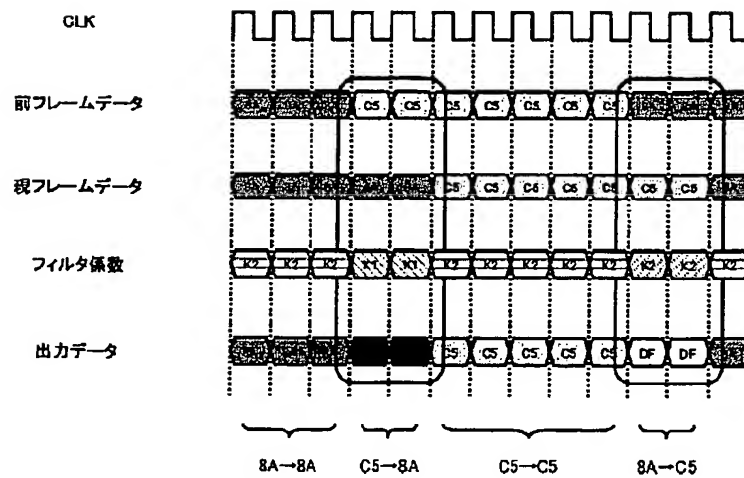 CLK
前フレームデータ
C5 C5 C5 C5 C5 C5 C5
現フレームデータ
C5 C5 C5 C5 C5 C5 C5
フィルタ係数
K2 K2 K2 K1 K1 K2 K2 K2 K2 K2 K2 K2 K2
出力データ
C5 C5 C5 C5 C5 DF DF
8A→8A C5→8A C5→C5 8A→C5